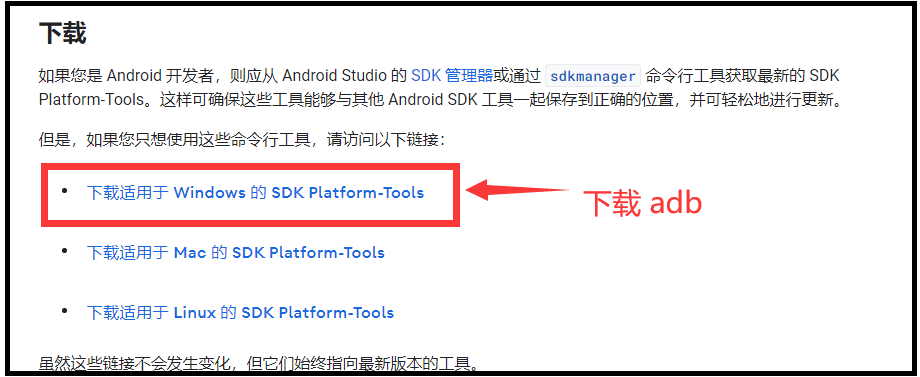 下载
如果您是 Android 开发者，则应从 Android Studio 的 SDK 管理器或通过 sdkmanager 命令行工具获取最新的 SDK
Platform-Tools。这样可确保这些工具能够与其他 Android SDK 工具一起保存到正确的位置，并可轻松地进行更新。
但是，如果您只想使用这些命令行工具，请访问以下链接：
• 下载适用于 Windows 的 SDK Platform-Tools
下载 adb
• 下载适用于 Mac 的 SDK Platform-Tools
• 下载适用于 Linux 的 SDK Platform-Tools
虽然这些链接不会发生变化，但它们始终指向最新版本的工具。